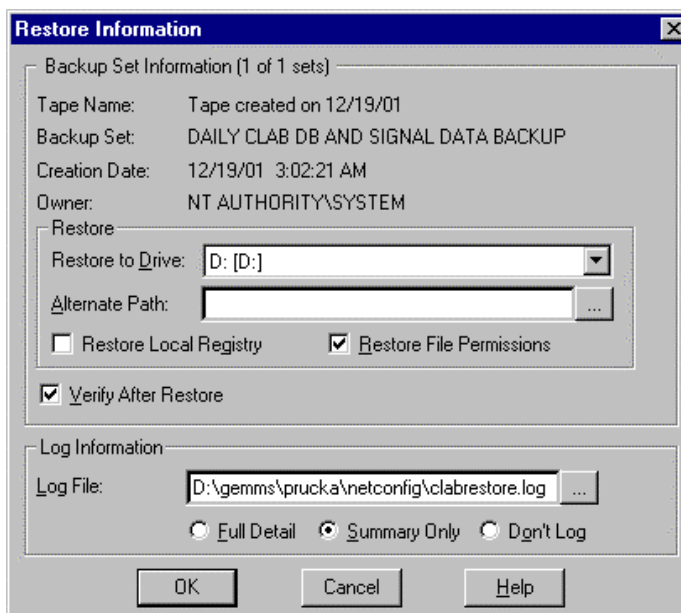 Restore Information
Backup Set Information (1 of 1 sets)
Tape Name: Tape created on 12/19/01
Backup Set: DAILY CLAB DB AND SIGNAL DATA BACKUP
Creation Date: 12/19/01 3:02:21 AM
Owner: NT AUTHORITY\SYSTEM
Restore
Restore to Drive: D: [D:]
Alternate Path: ...
Restore Local Registry Restore File Permissions
Verify After Restore
Log Information
Log File: D:\gemms\prucka\netconfig\clabrestore.log ...
Full Detail Summary Only Don't Log
OK Cancel Help